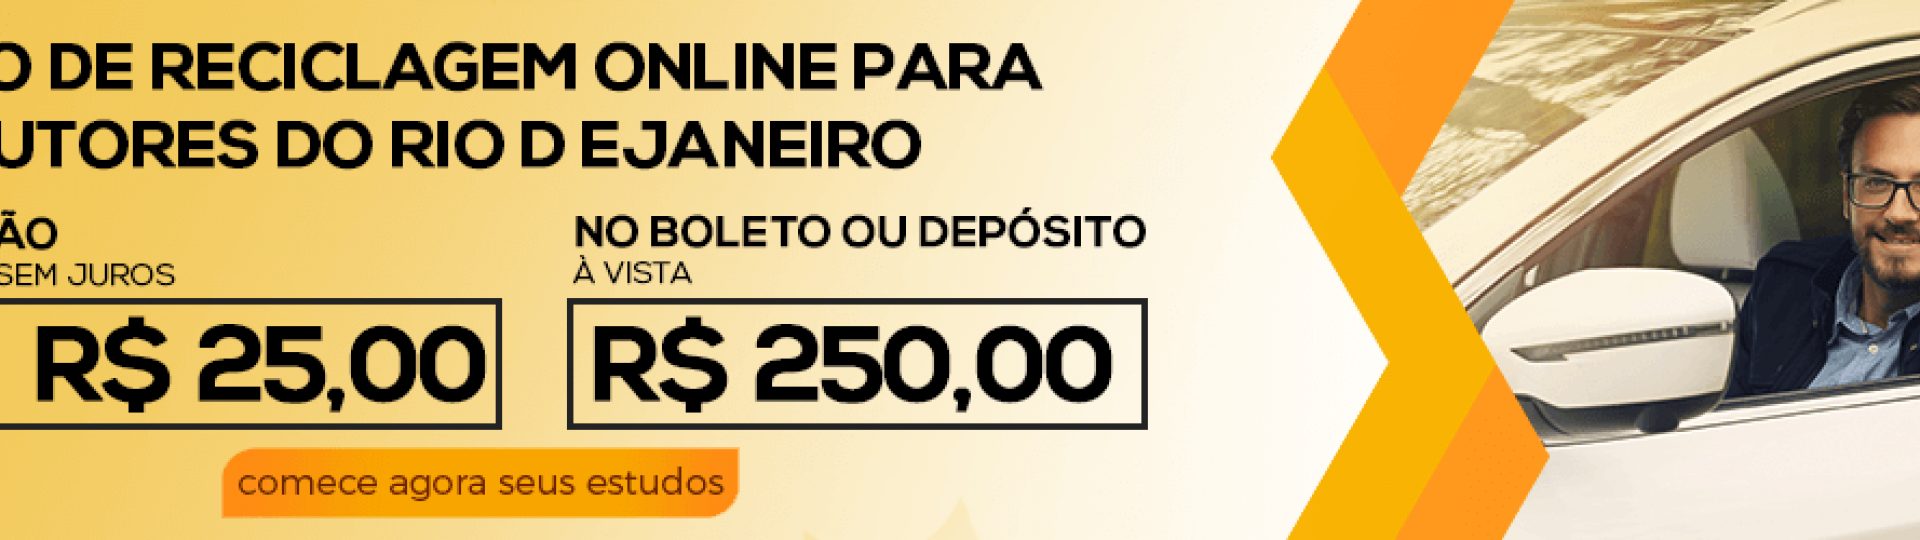 O DE RECICLAGEM ONLINE PARA
UTORES DO RIO D EJANEIRO
ÃO
SEM JUROS
R$ 25,00
NO BOLETO OU DEPÓSITO
À VISTA
R$ 250,00
comece agora seus estudos